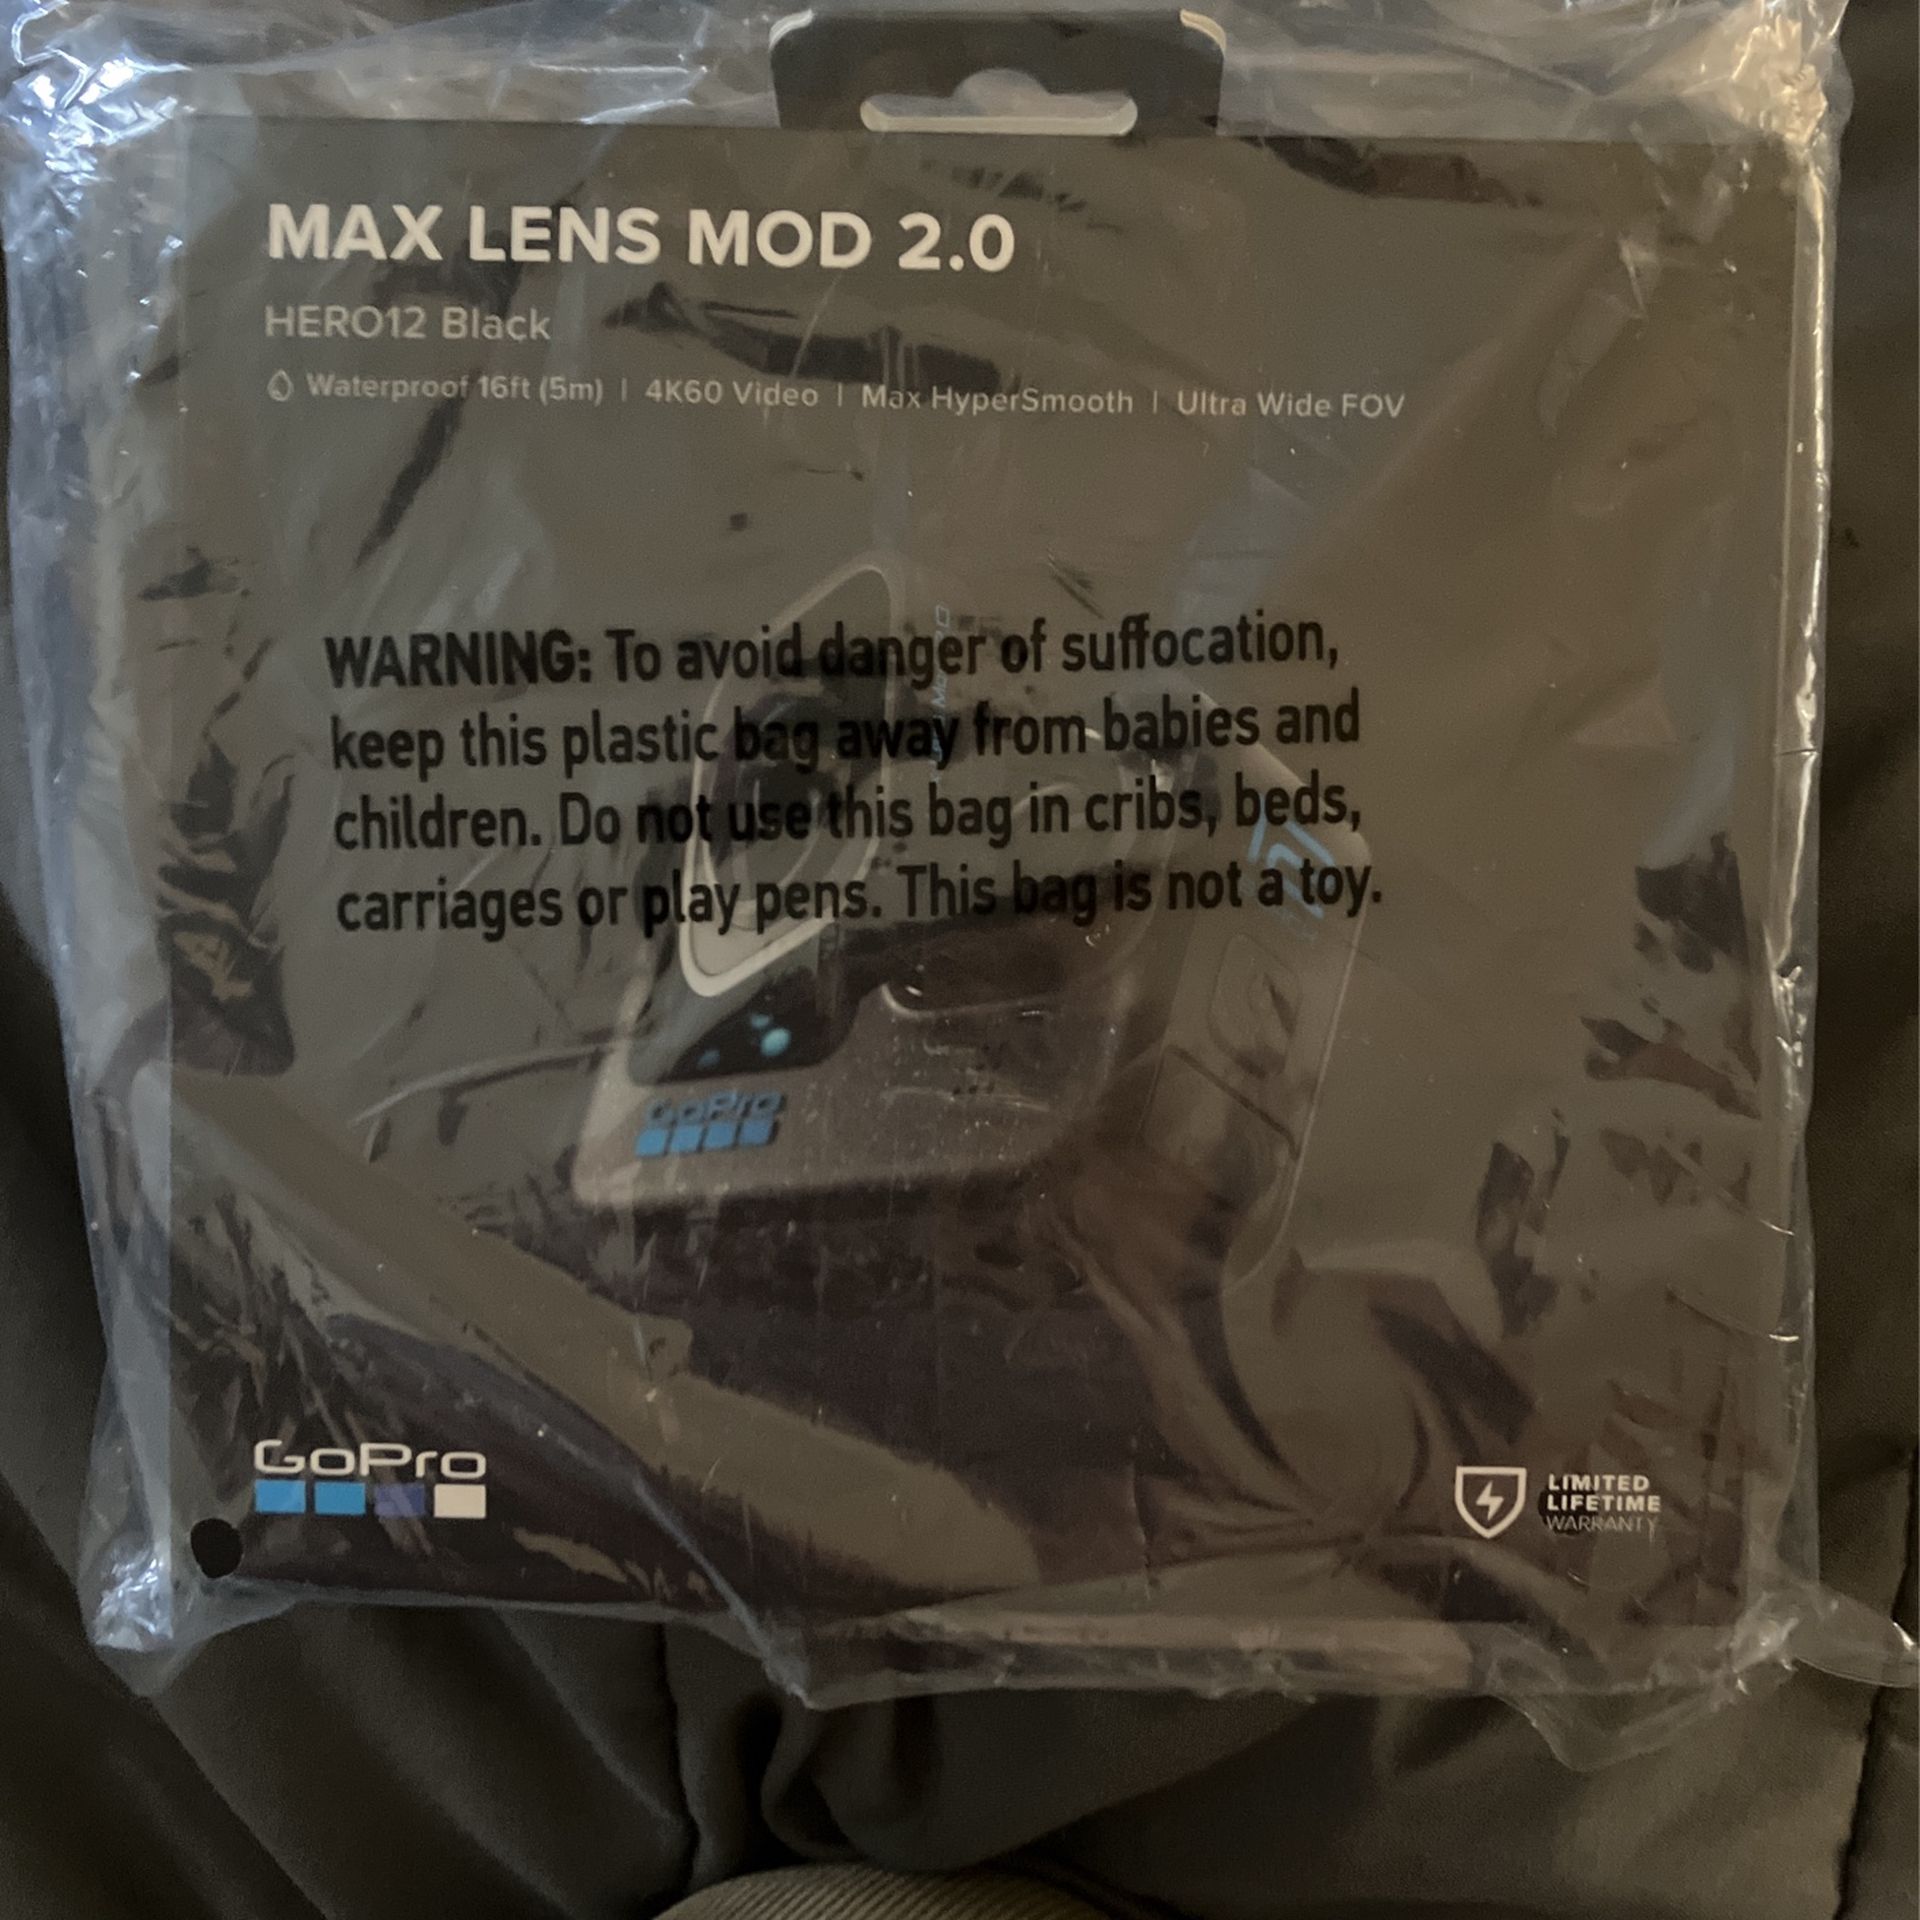 MAX LENS MOD 2.0
HERO12 Black
Waterproof 16ft (5m) | 4K60 Video | Max HyperSmooth | Ultra Wide FOV
WARNING: To avoid danger of suffocation,
keep this plastic bag away from babies and
children. Do not use this bag in cribs, beds,
carriages or play pens. This bag is not a toy.
GoPro
GoPro
LIMITED
LIFETIME
WARRANTY